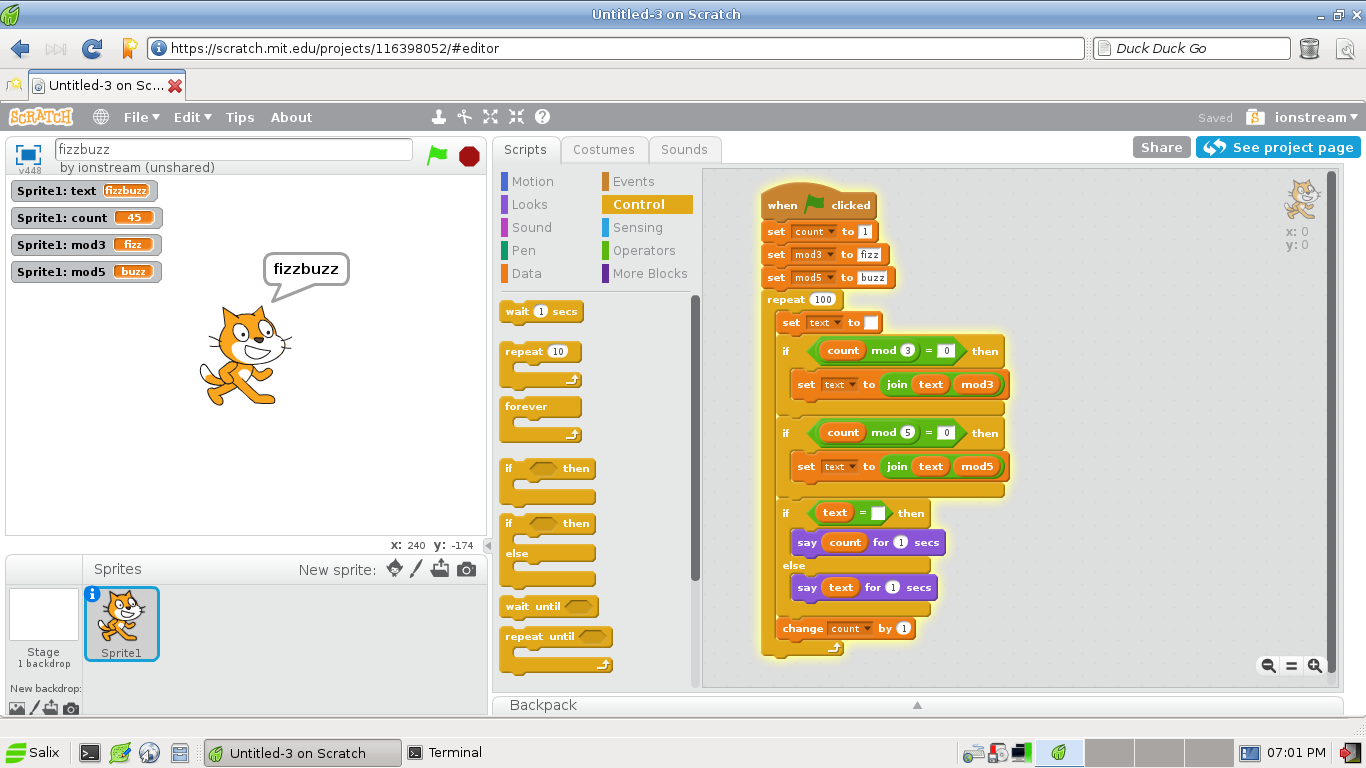 Untitled-3 on Scratch
https://scratch.mit.edu/projects/116398052/#editor
Duck Duck Go
Untitled-3 on Sc...
SCRATCH File Edit Tips About Saved ionstream
fizzbuzz
v448 by ionstream (unshared)
Scripts Costumes Sounds Share See project page
Sprite1: text fizzbuzz
Sprite1: count 45
Sprite1: mod3 fizz
Sprite1: mod5 buzz
fizzbuzz
x: 240 y: -174
Sprites New sprite:
Stage
1 backdrop
New backdrop:
Sprite1
Motion Events
Looks Control
Sound Sensing
Pen Operators
Data More Blocks
wait 1 secs
repeat 10
forever
if then
if then
else
wait until
repeat until
when clicked
set count to 1
set mod3 to fizz
set mod5 to buzz
repeat 100
set text to
if count mod 3 = 0 then
set text to join text mod3
if count mod 5 = 0 then
set text to join text mod5
if text = then
say count for 1 secs
else
say text for 1 secs
change count by 1
x: 0
y: 0
Backpack
Salix Untitled-3 on Scratch Terminal 07:01 PM